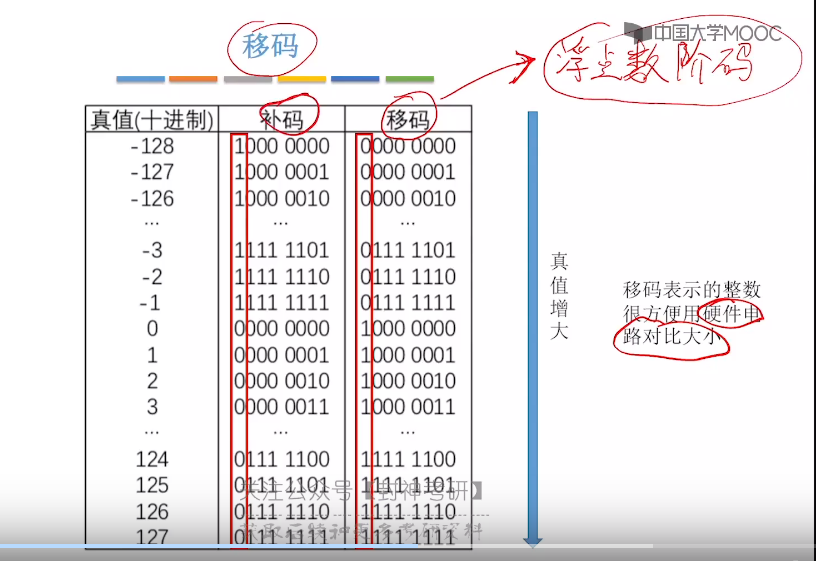 中国大学MOOC
移码
浮点数阶码
真值(十进制) 补码 移码
-128 1000 0000 0000 0000
-127 1000 0001 0000 0001
-126 1000 0010 0000 0010
... ... ...
-3 1111 1101 0111 1101
-2 1111 1110 0111 1110
-1 1111 1111 0111 1111
0 0000 0000 1000 0000
1 0000 0001 1000 0001
2 0000 0010 1000 0010
3 0000 0011 1000 0011
... ... ...
124 0111 1100 1111 1100
125 0111 1101 1111 1101
126 0111 1110 1111 1110
127 0111 1111 1111 1111
真值增大
移码表示的整数
很方便用硬件电
路对比大小
关注公众号【封神考研】